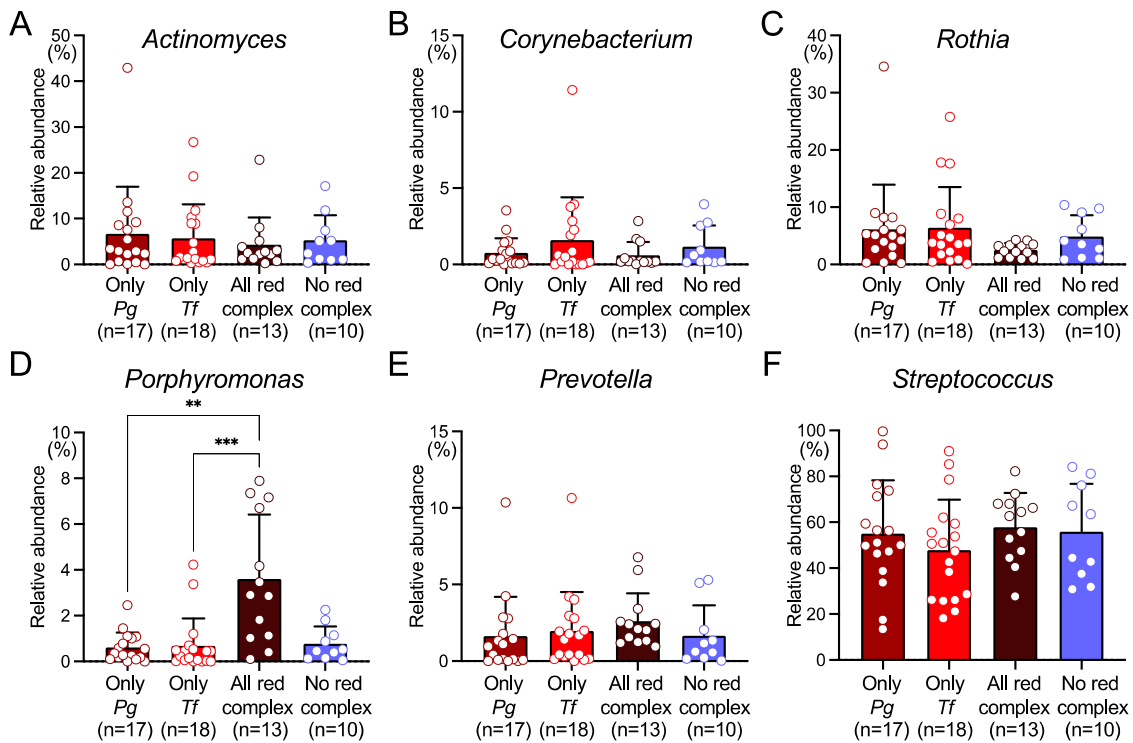 A
Actinomyces
(%)
Relative abundance
50
40
30
20
10
0
Only Only All red No red
Pg Tf complex complex
(n=17) (n=18) (n=13) (n=10)
B
Corynebacterium
(%)
Relative abundance
15
10
5
0
Only Only All red No red
Pg Tf complex complex
(n=17) (n=18) (n=13) (n=10)
C
Rothia
(%)
Relative abundance
40
30
20
10
0
Only Only All red No red
Pg Tf complex complex
(n=17) (n=18) (n=13) (n=10)
D
Porphyromonas
**
***
(%)
Relative abundance
10
8
6
4
2
0
Only Only All red No red
Pg Tf complex complex
(n=17) (n=18) (n=13) (n=10)
E
Prevotella
(%)
Relative abundance
15
10
5
0
Only Only All red No red
Pg Tf complex complex
(n=17) (n=18) (n=13) (n=10)
F
Streptococcus
(%)
Relative abundance
100
80
60
40
20
0
Only Only All red No red
Pg Tf complex complex
(n=17) (n=18) (n=13) (n=10)